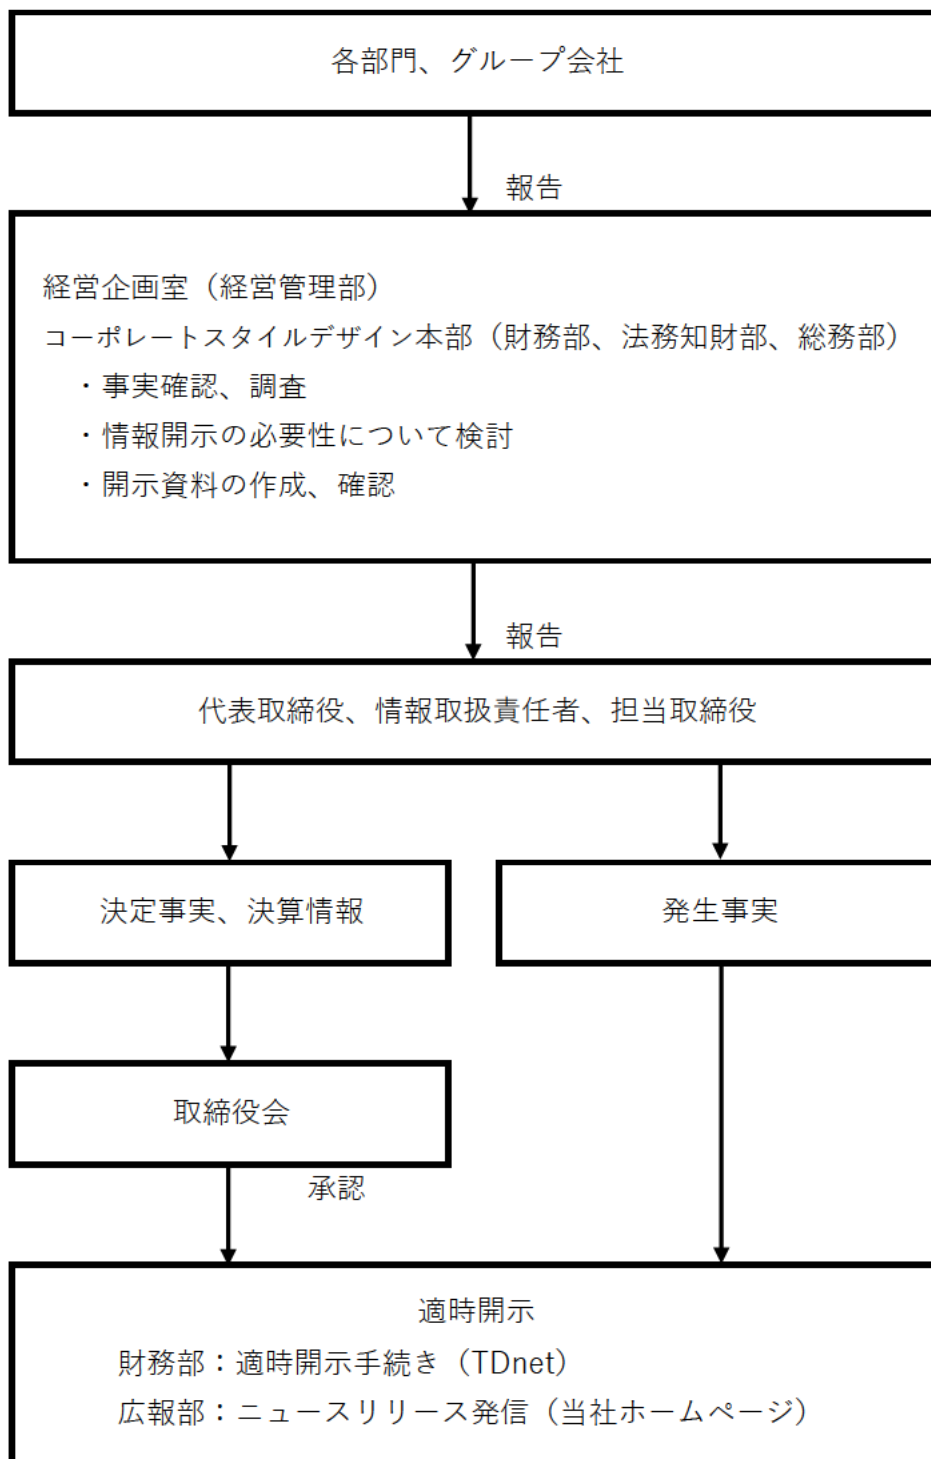 各部門、グループ会社
報告
経営企画室（経営管理部）
コーポレートスタイルデザイン本部（財務部、法務知財部、総務部）
・事実確認、調査
・情報開示の必要性について検討
・開示資料の作成、確認
報告
代表取締役、情報取扱責任者、担当取締役
決定事実、決算情報
発生事実
取締役会
承認
適時開示
財務部：適時開示手続き（TDnet）
広報部：ニュースリリース発信（当社ホームページ）